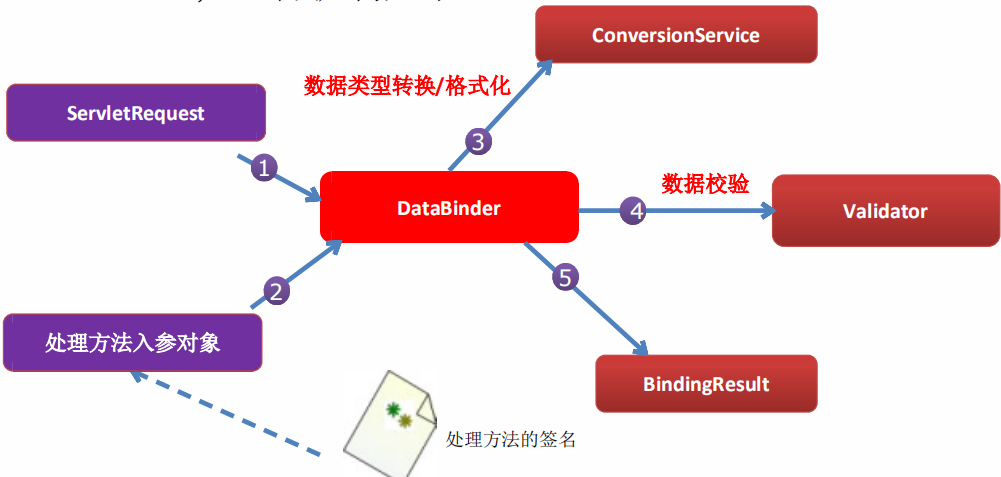 ConversionService
数据类型转换/格式化
ServletRequest
3
1
数据校验
DataBinder
4
Validator
2
5
处理方法入参对象
BindingResult
处理方法的签名